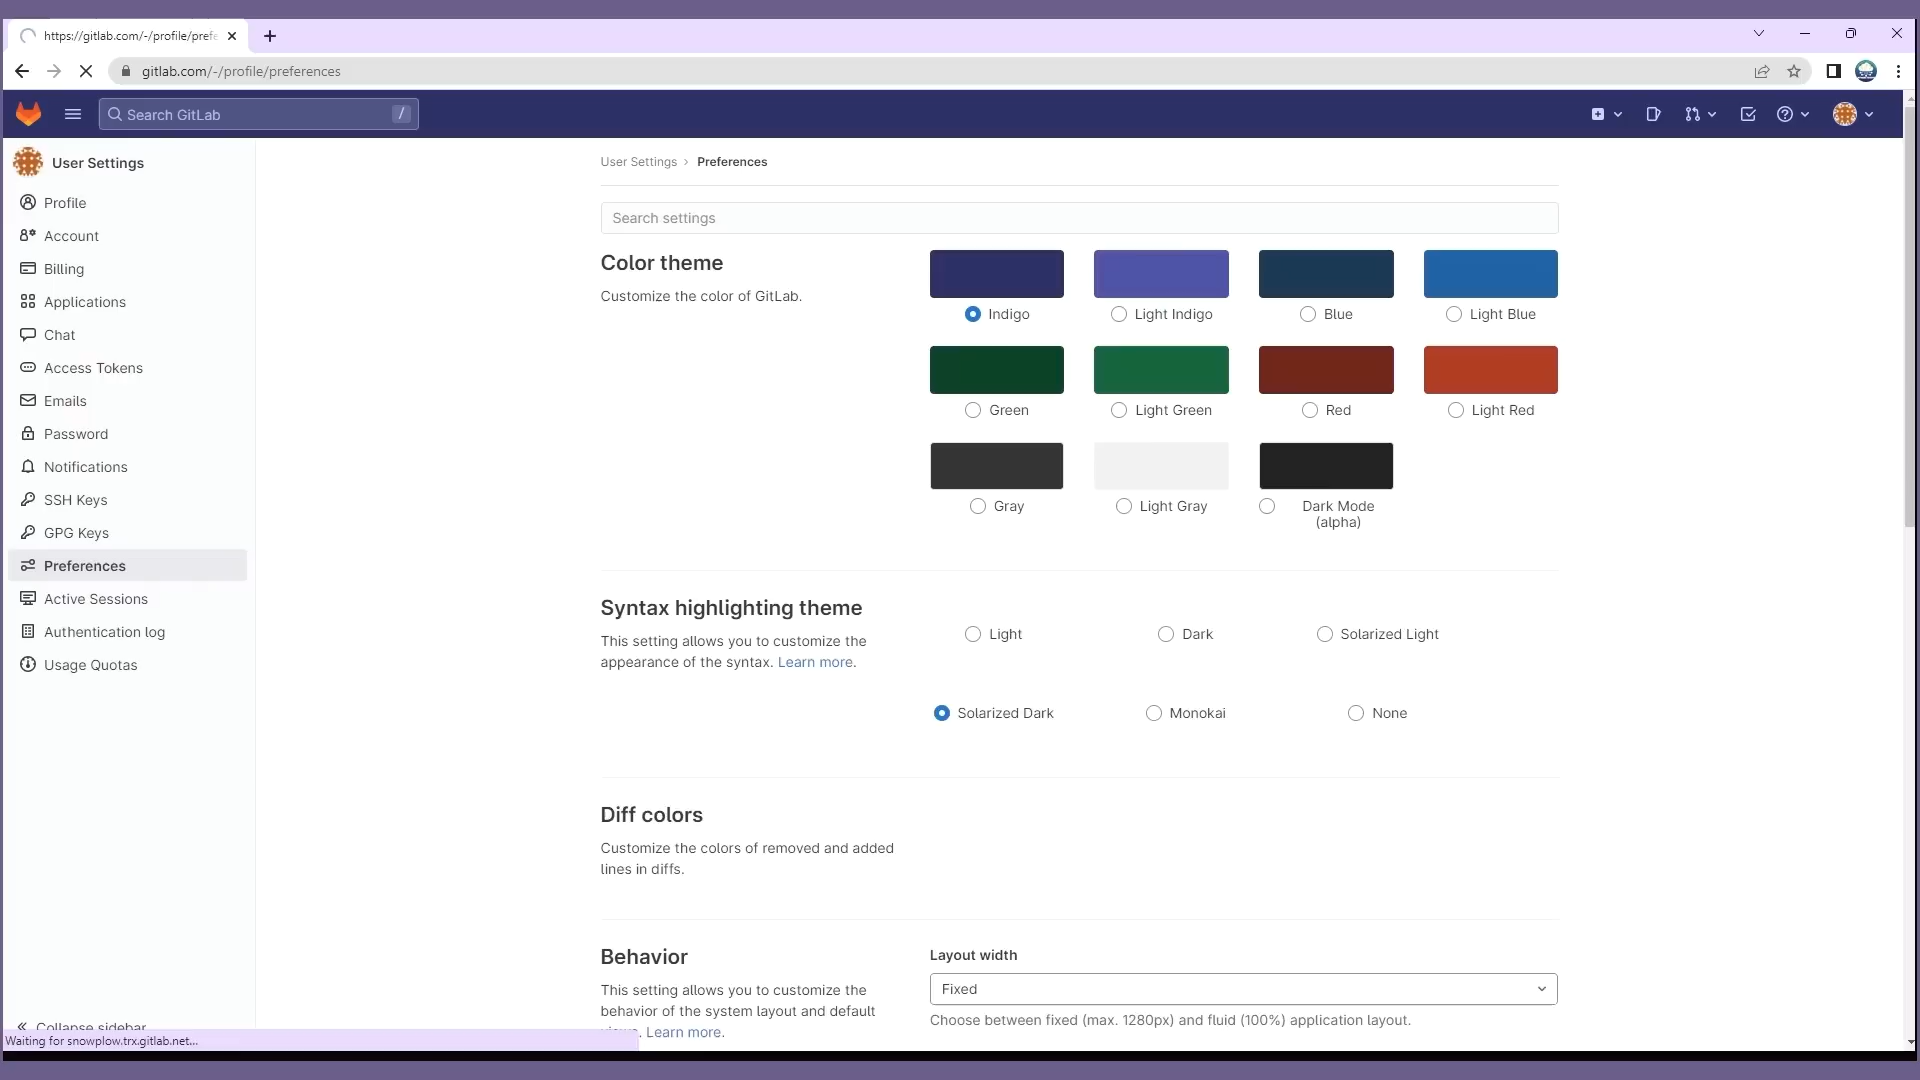 https://gitlab.com/-/profile/prefe
gitlab.com/-/profile/preferences
Search GitLab
/
User Settings
Profile
Account
Billing
Applications
Chat
Access Tokens
Emails
Password
Notifications
SSH Keys
GPG Keys
Preferences
Active Sessions
Authentication log
Usage Quotas
Collapse sidebar
Waiting for snowplow.trx.gitlab.net...
User Settings › Preferences
Search settings
Color theme
Customize the color of GitLab.
Indigo
Light Indigo
Blue
Light Blue
Green
Light Green
Red
Light Red
Gray
Light Gray
Dark Mode
(alpha)
Syntax highlighting theme
This setting allows you to customize the
appearance of the syntax. Learn more.
Light
Dark
Solarized Light
Solarized Dark
Monokai
None
Diff colors
Customize the colors of removed and added
lines in diffs.
Behavior
This setting allows you to customize the
behavior of the system layout and default
views. Learn more.
Layout width
Fixed
Choose between fixed (max. 1280px) and fluid (100%) application layout.